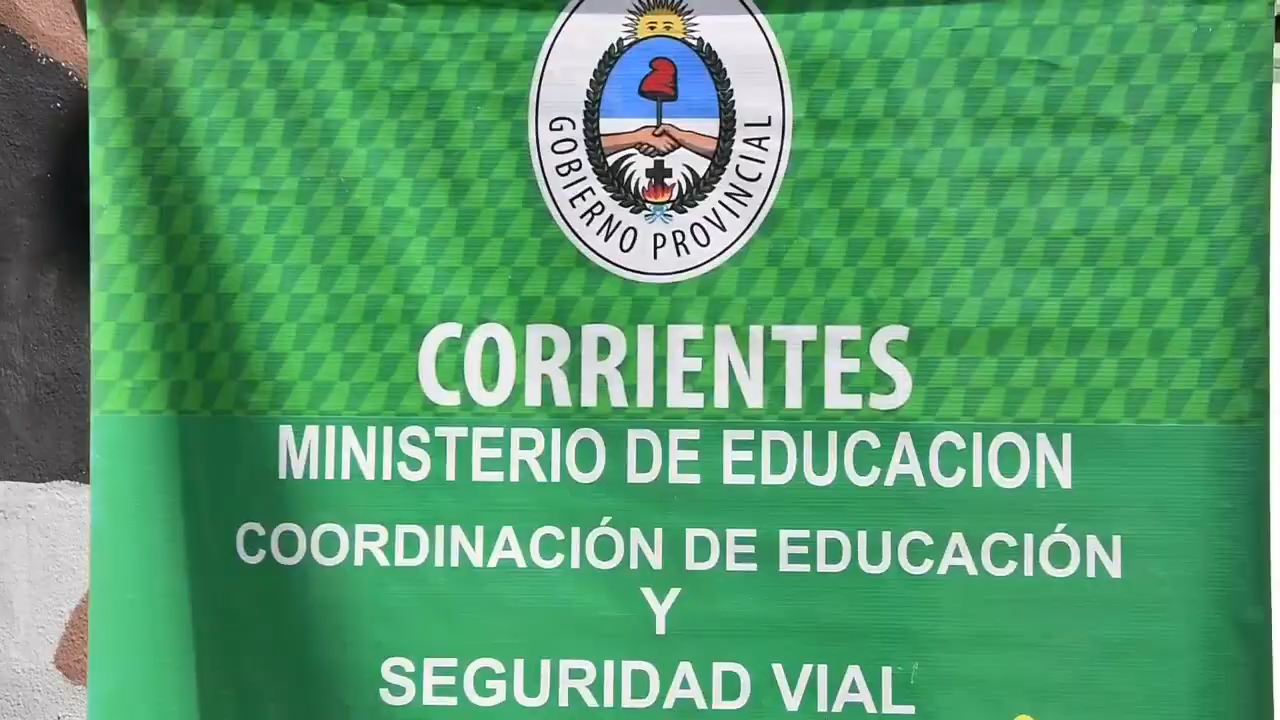 GOBIERNO PROVINCIAL
CORRIENTES
MINISTERIO DE EDUCACION
COORDINACIÓN DE EDUCACIÓN
Y
SEGURIDAD VIAL